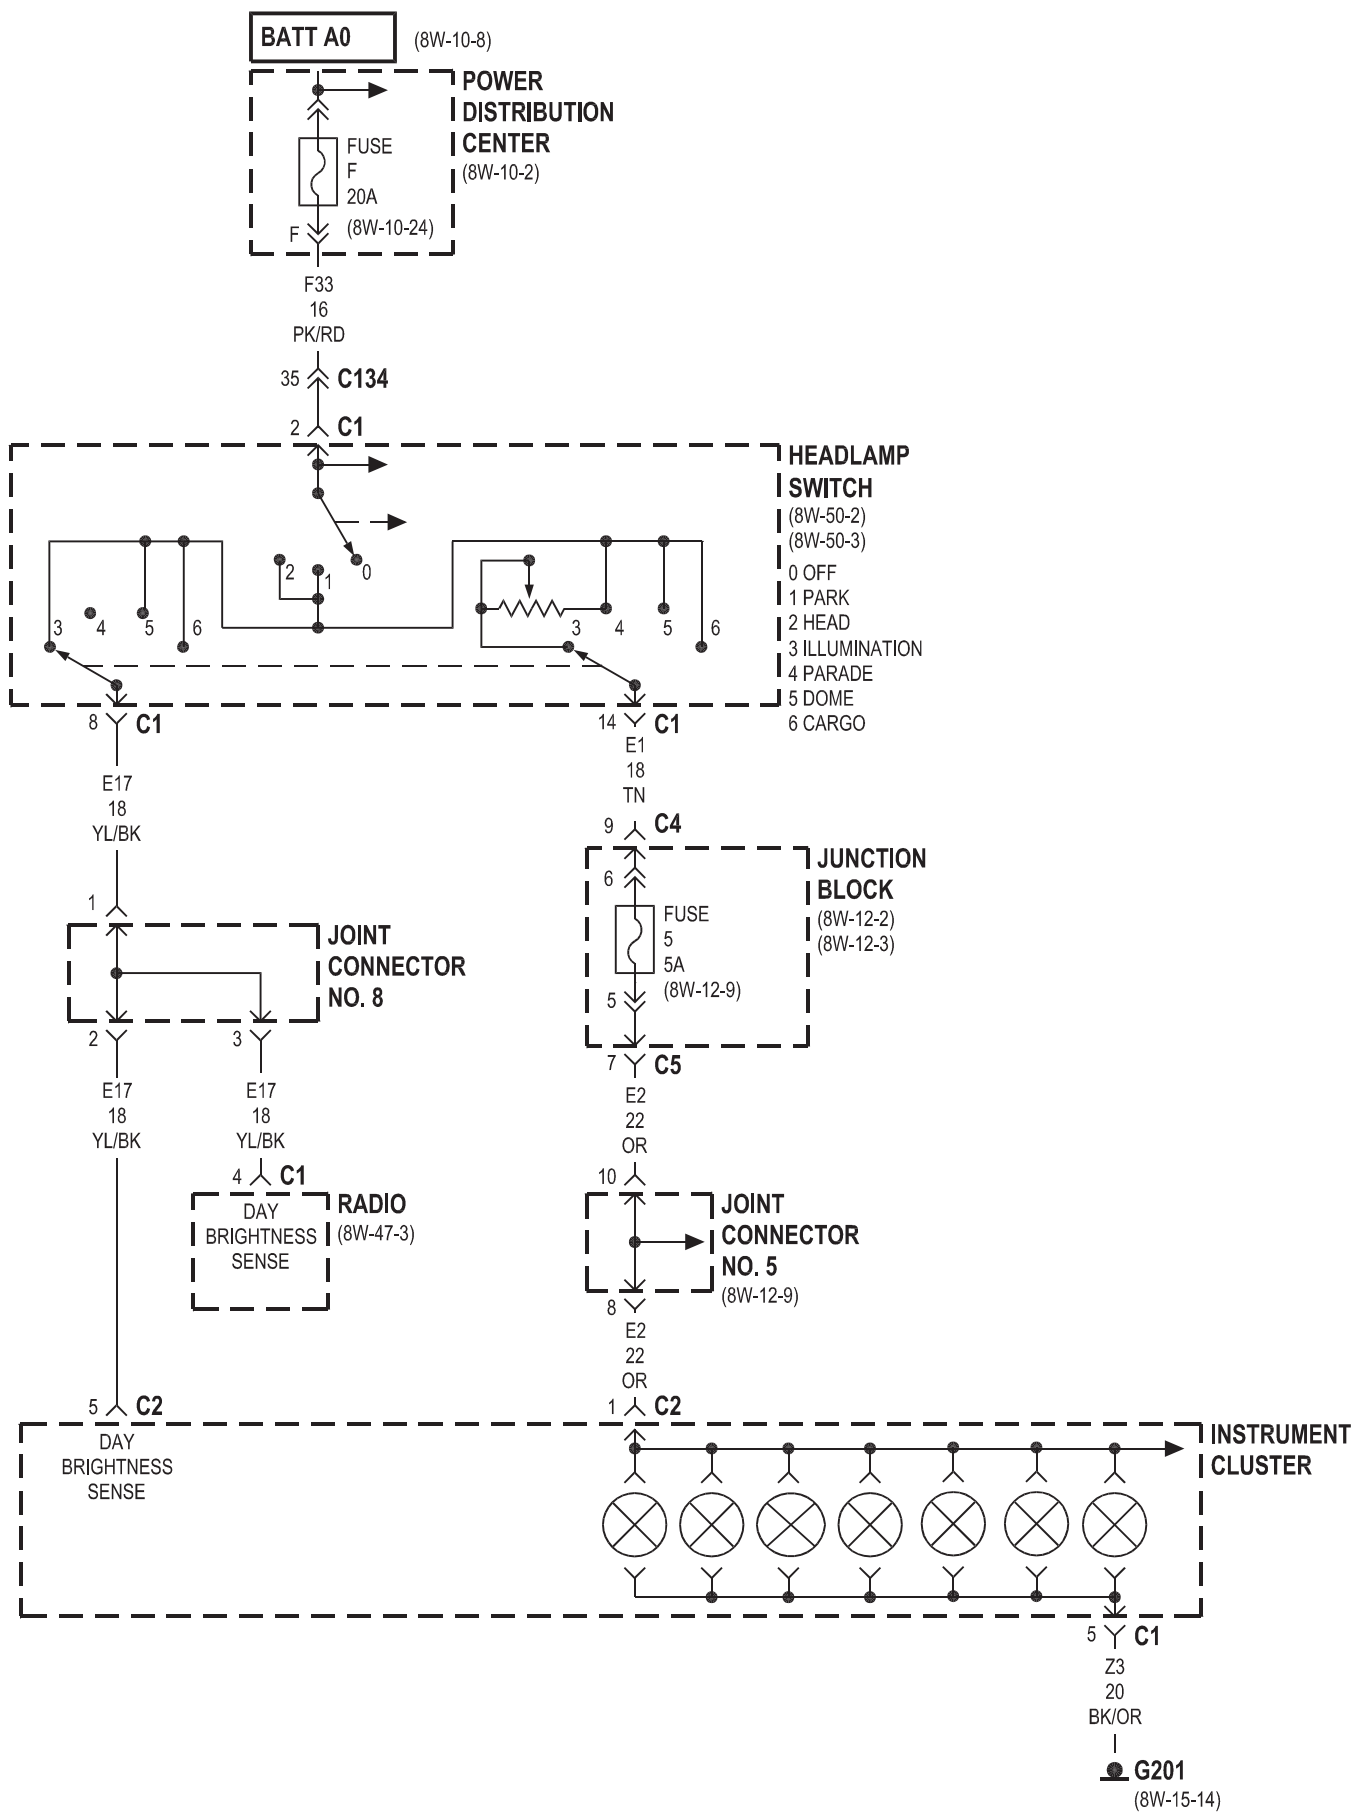 BATT A0
(8W-10-8)
POWER
DISTRIBUTION
CENTER
(8W-10-2)
FUSE
F
20A
(8W-10-24)
F
F33
16
PK/RD
35
C134
2
C1
HEADLAMP
SWITCH
(8W-50-2)
(8W-50-3)
0 OFF
1 PARK
2 HEAD
3 ILLUMINATION
4 PARADE
5 DOME
6 CARGO
2
1
0
3
4
5
6
3
4
5
6
8
C1
14
C1
E17
18
YL/BK
E1
18
TN
9
C4
JUNCTION
BLOCK
(8W-12-2)
(8W-12-3)
6
FUSE
5
5A
(8W-12-9)
5
7
C5
1
JOINT
CONNECTOR
NO. 8
2
3
E17
18
YL/BK
E17
18
YL/BK
4
C1
RADIO
(8W-47-3)
DAY
BRIGHTNESS
SENSE
E2
22
OR
10
JOINT
CONNECTOR
NO. 5
(8W-12-9)
8
E2
22
OR
5
C2
1
C2
INSTRUMENT
CLUSTER
DAY
BRIGHTNESS
SENSE
5
C1
Z3
20
BK/OR
G201
(8W-15-14)